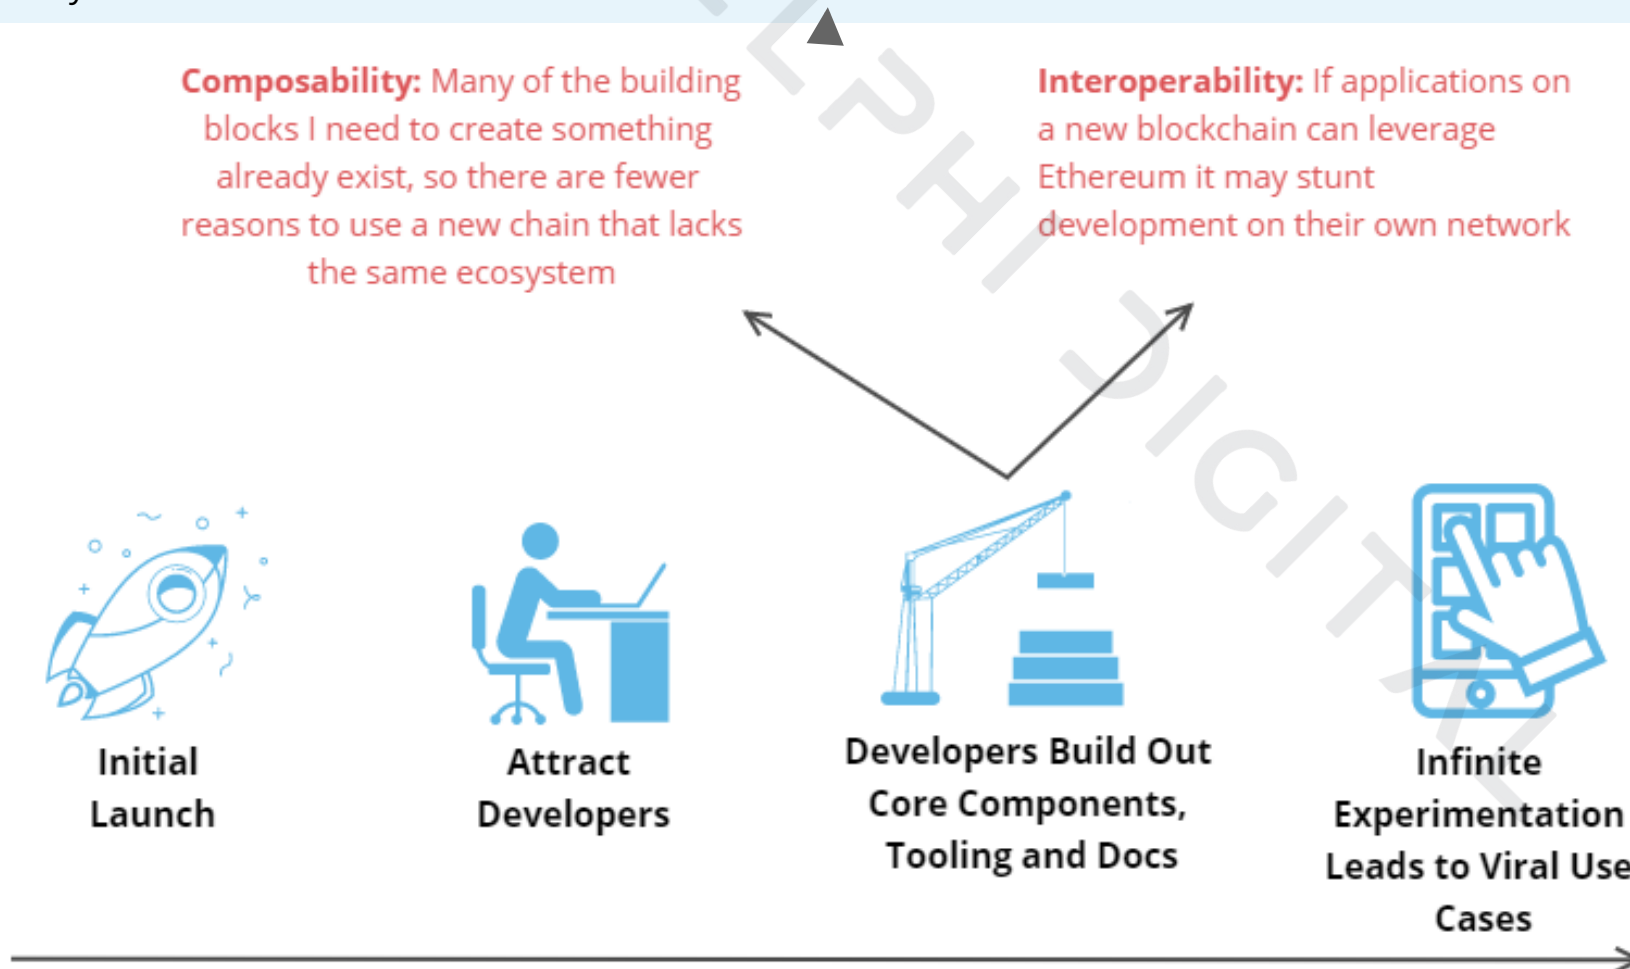 Composability: Many of the building
blocks I need to create something
already exist, so there are fewer
reasons to use a new chain that lacks
the same ecosystem
Interoperability: If applications on
a new blockchain can leverage
Ethereum it may stunt
development on their own network
Initial
Launch
Attract
Developers
Developers Build Out
Core Components,
Tooling and Docs
Infinite
Experimentation
Leads to Viral Use
Cases
LPHI DIGITAL